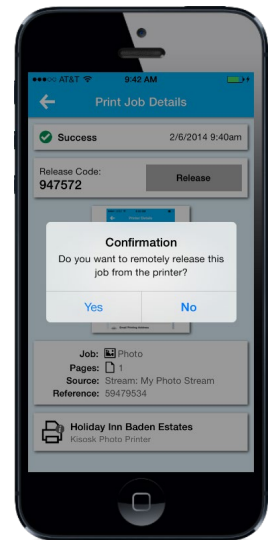 AT&T 9:42 AM
Print Job Details
Success 2/6/2014 9:40am
Release Code:
947572
Release
Confirmation
Do you want to remotely release this
job from the printer?
Yes No
Job: Photo
Pages: 1
Source: Stream: My Photo Stream
Reference: 59479534
Holiday Inn Baden Estates
Kisosk Photo Printer